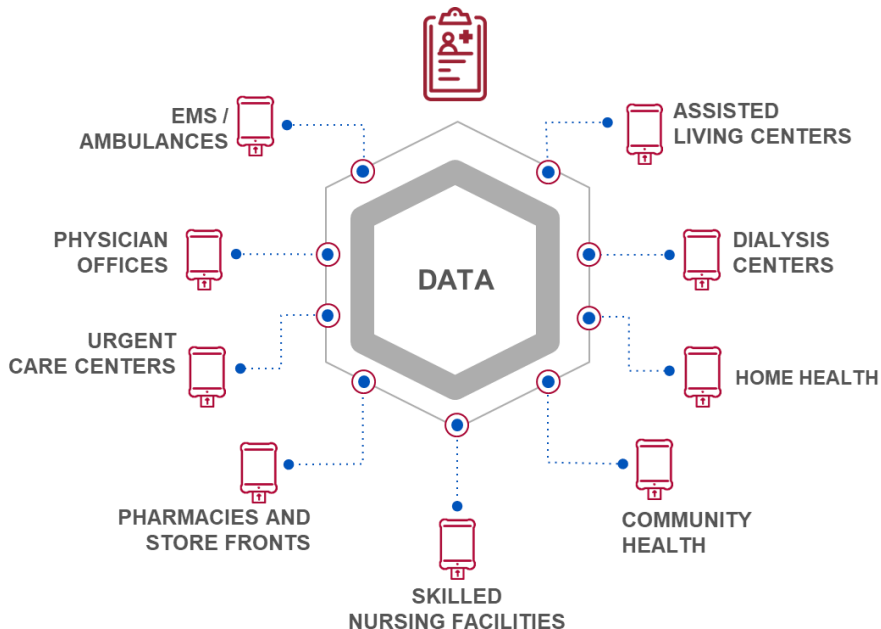 EMS /
AMBULANCES
ASSISTED
LIVING CENTERS
PHYSICIAN
OFFICES
DATA
DIALYSIS
CENTERS
URGENT
CARE CENTERS
HOME HEALTH
PHARMACIES AND
STORE FRONTS
COMMUNITY
HEALTH
SKILLED
NURSING FACILITIES